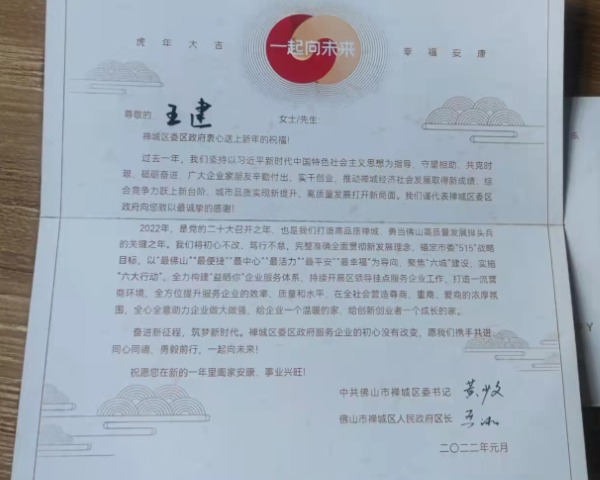 虎年大吉 一起向未来 幸福安康
尊敬的 王建 女士/先生
禅城区委区政府衷心送上新年的祝福！
过去一年，我们坚持以习近平新时代中国特色社会主义思想为指导，守望相助、共克时
艰、砥砺奋进，广大企业家朋友辛勤付出、实干创业，推动禅城经济社会发展取得新成绩，综
合竞争力跃上新台阶、城市品质实现新提升、高质量发展打开新局面。我们谨代表禅城区委区
政府向您致以最诚挚的感谢！
2022年，是党的二十大召开之年、也是我们打造高品质禅城、勇当佛山高质量发展排头兵
的关键之年。我们将初心不改、笃行不怠，完整准确全面贯彻新发展理念，锚定市委“515”战略
目标，以“最佛山”“最便捷”“最中心”“最活力”“最平安”“最幸福”为导向，聚焦“六城”建设、实施
“六大行动”。全力构建“益晒你”企业服务体系、持续开展区领导挂点服务企业工作，打造一流营
商环境，全方位提升服务企业的效率、质量和水平，在全社会营造尊商、重商、爱商的浓厚氛
围，全心全意助力企业做大做强、给企业一个温暖的家、给创新创业者一个成长的家。
奋进新征程，筑梦新时代。禅城区委区政府服务企业的初心没有改变，愿我们携手共进、
同心同德、勇毅前行，一起向未来！
祝愿您在新的一年里阖家安康、事业兴旺！
中共佛山市禅城区委书记
佛山市禅城区人民政府区长
二〇二二年元月